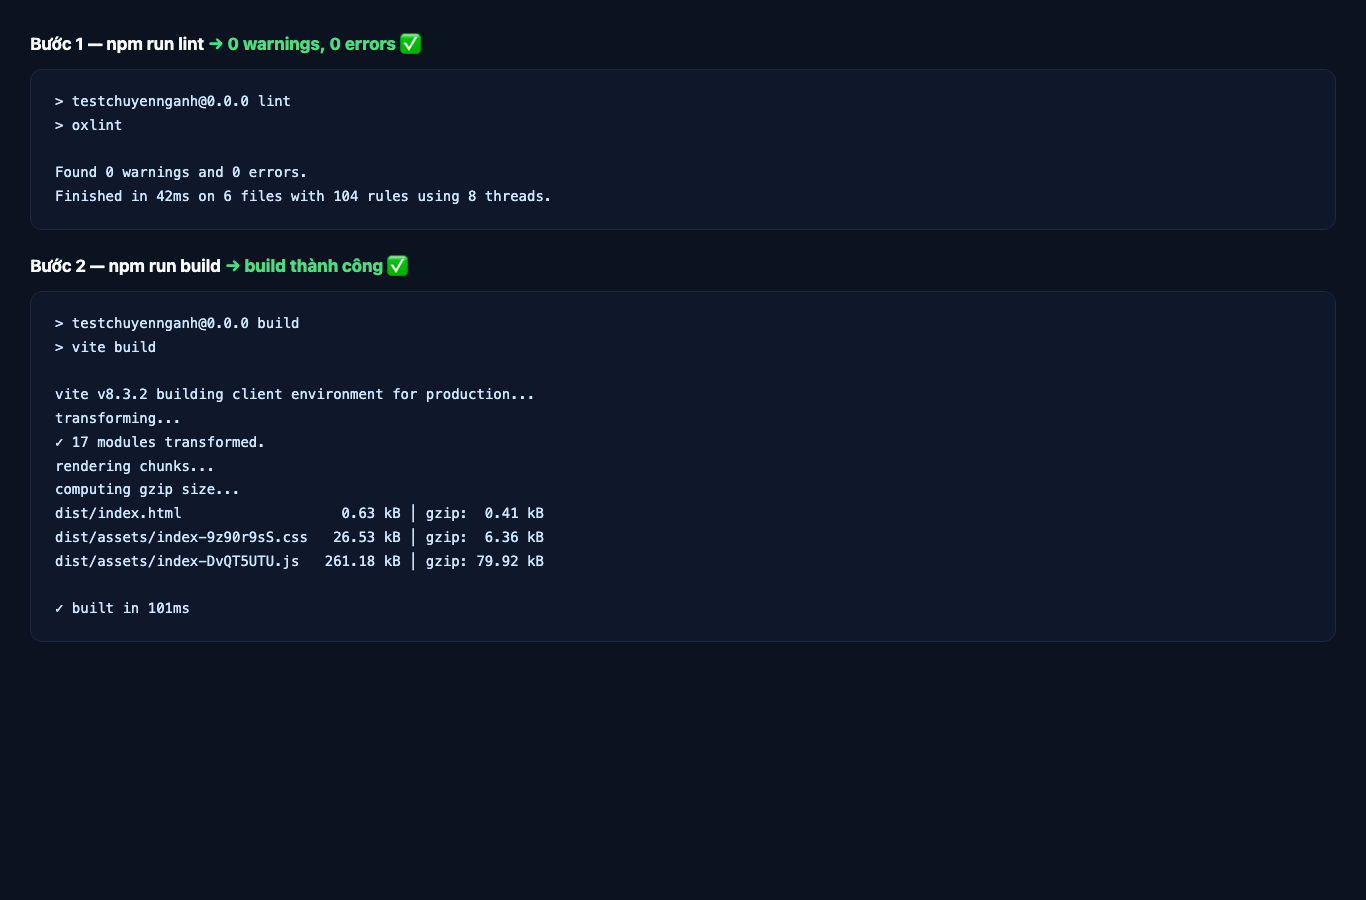 Bước 1 — npm run lint → 0 warnings, 0 errors ✅
> testchuyennganh@0.0.0 lint
> oxlint
Found 0 warnings and 0 errors.
Finished in 42ms on 6 files with 104 rules using 8 threads.
Bước 2 — npm run build → build thành công ✅
> testchuyennganh@0.0.0 build
> vite build
vite v8.3.2 building client environment for production...
transforming...
✓ 17 modules transformed.
rendering chunks...
computing gzip size...
dist/index.html                   0.63 kB │ gzip:  0.41 kB
dist/assets/index-9z90r9sS.css   26.53 kB │ gzip:  6.36 kB
dist/assets/index-DvQT5UTU.js   261.18 kB │ gzip: 79.92 kB
✓ built in 101ms